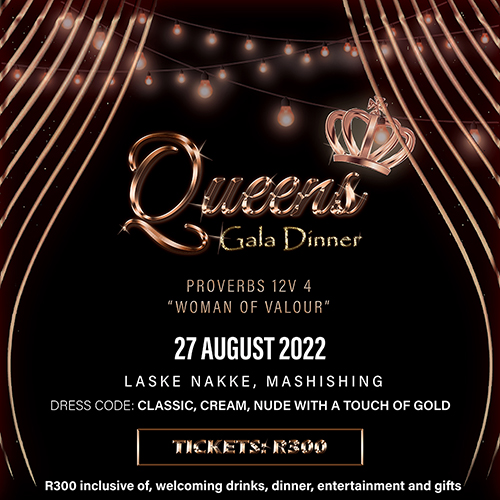 Queens
Gala Dinner
PROVERBS 12V 4
“WOMAN OF VALOUR”
27 AUGUST 2022
LASKE NAKKE, MASHISHING
DRESS CODE: CLASSIC, CREAM, NUDE WITH A TOUCH OF GOLD
TICKETS: R300
R300 inclusive of, welcoming drinks, dinner, entertainment and gifts